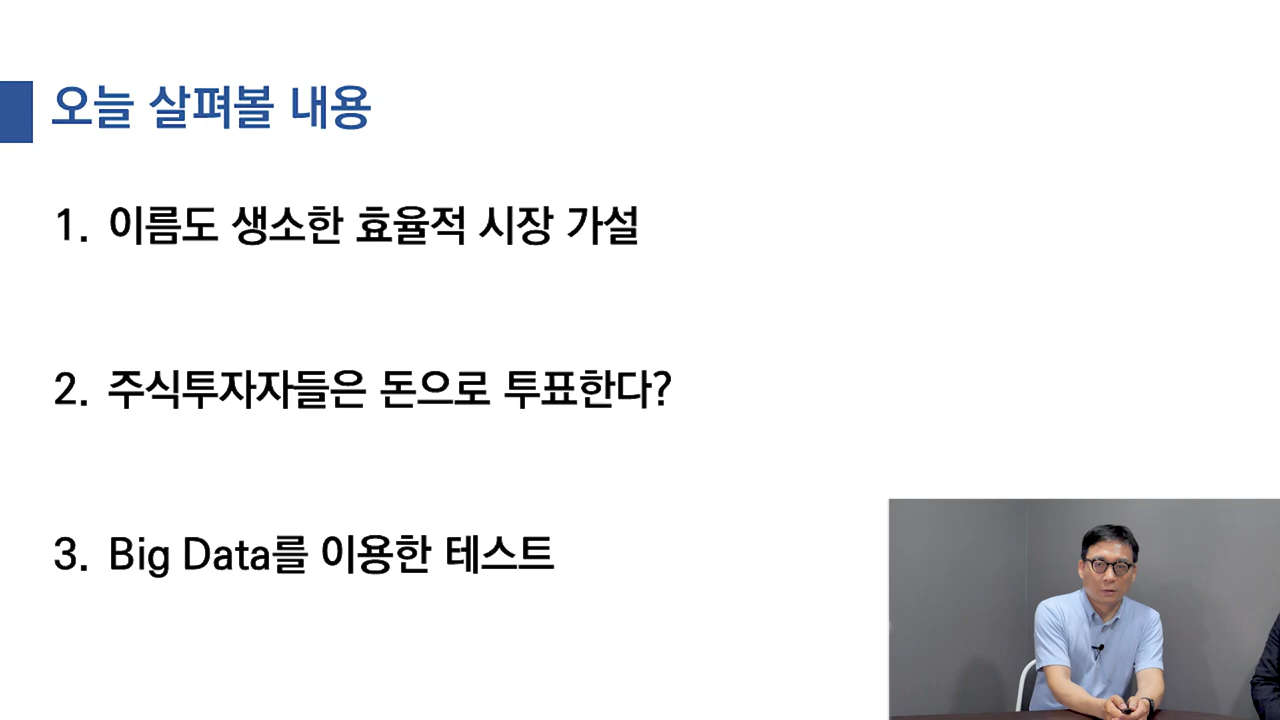 오늘 살펴볼 내용
1. 이름도 생소한 효율적 시장 가설
2. 주식투자자들은 돈으로 투표한다?
3. Big Data를 이용한 테스트